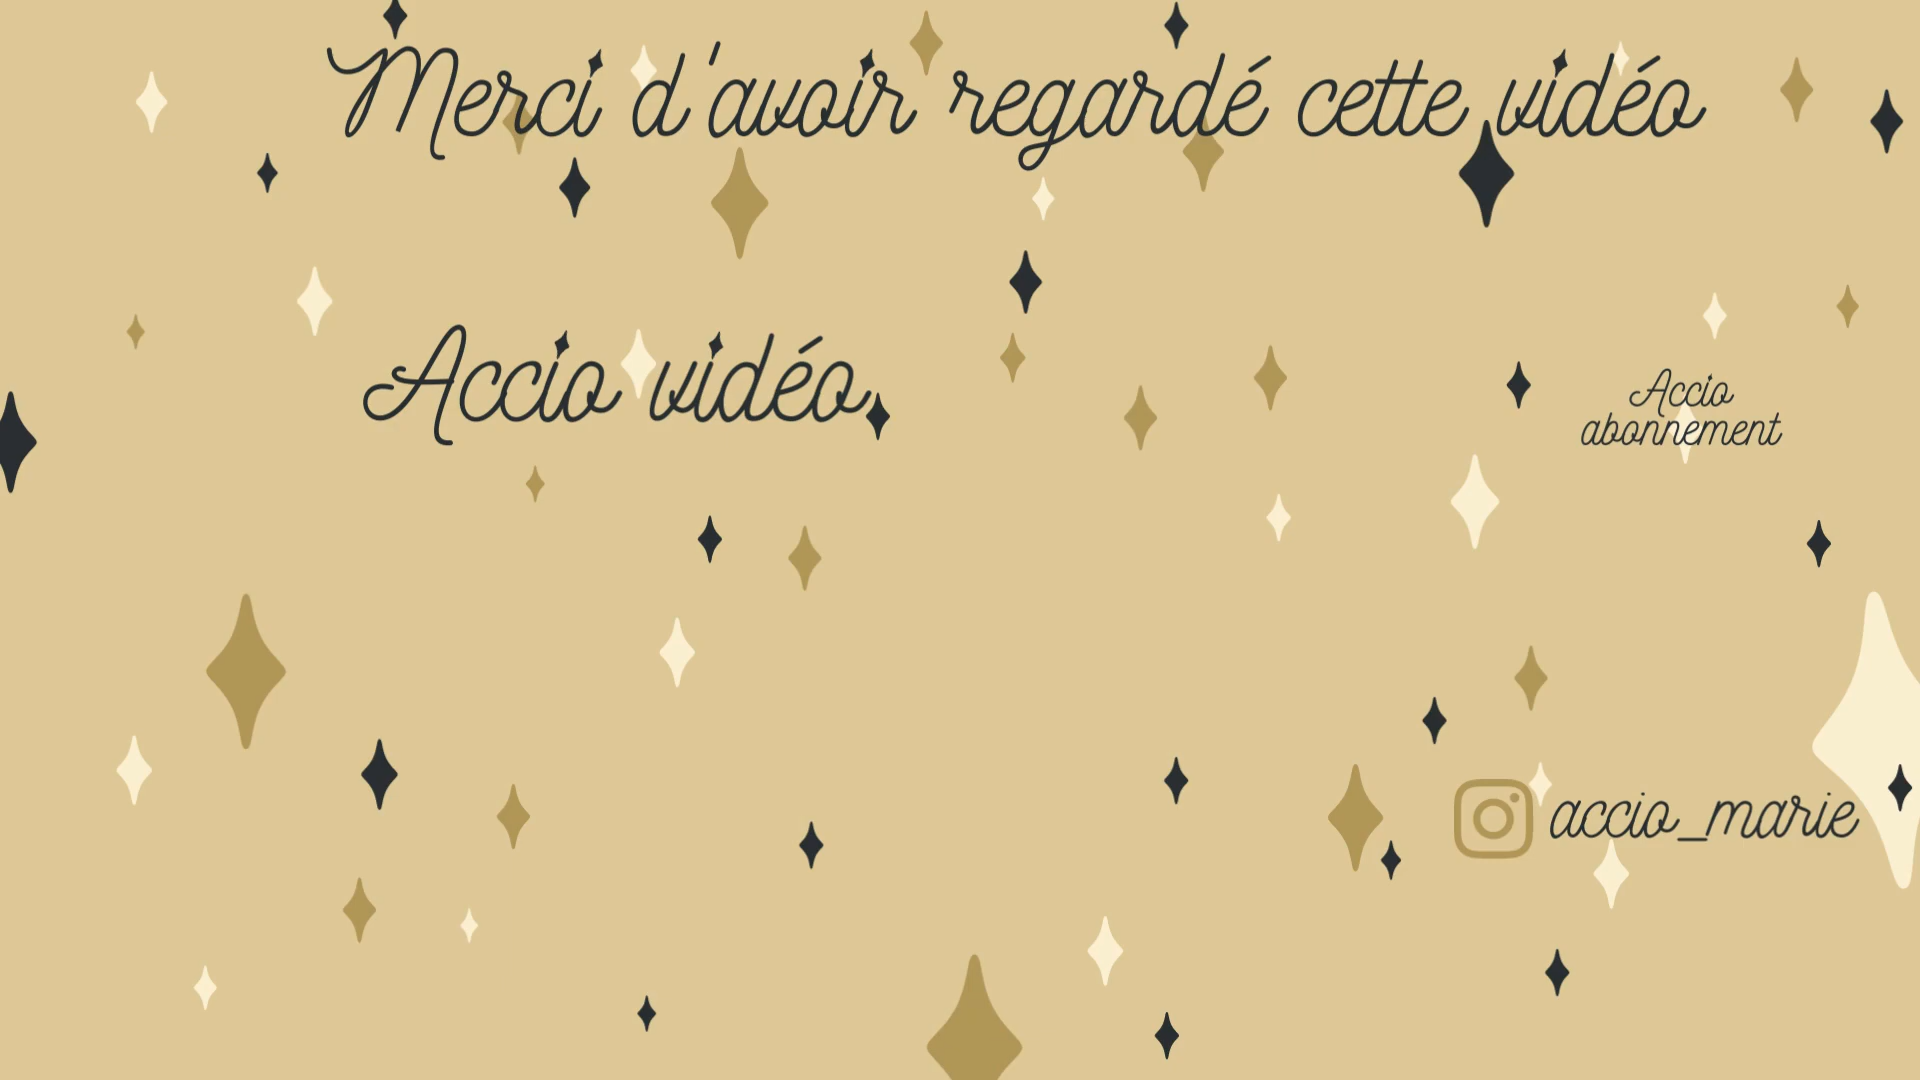 Merci d'avoir regardé cette vidéo
Accio vidéo
Accio
abonnement
accio_marie